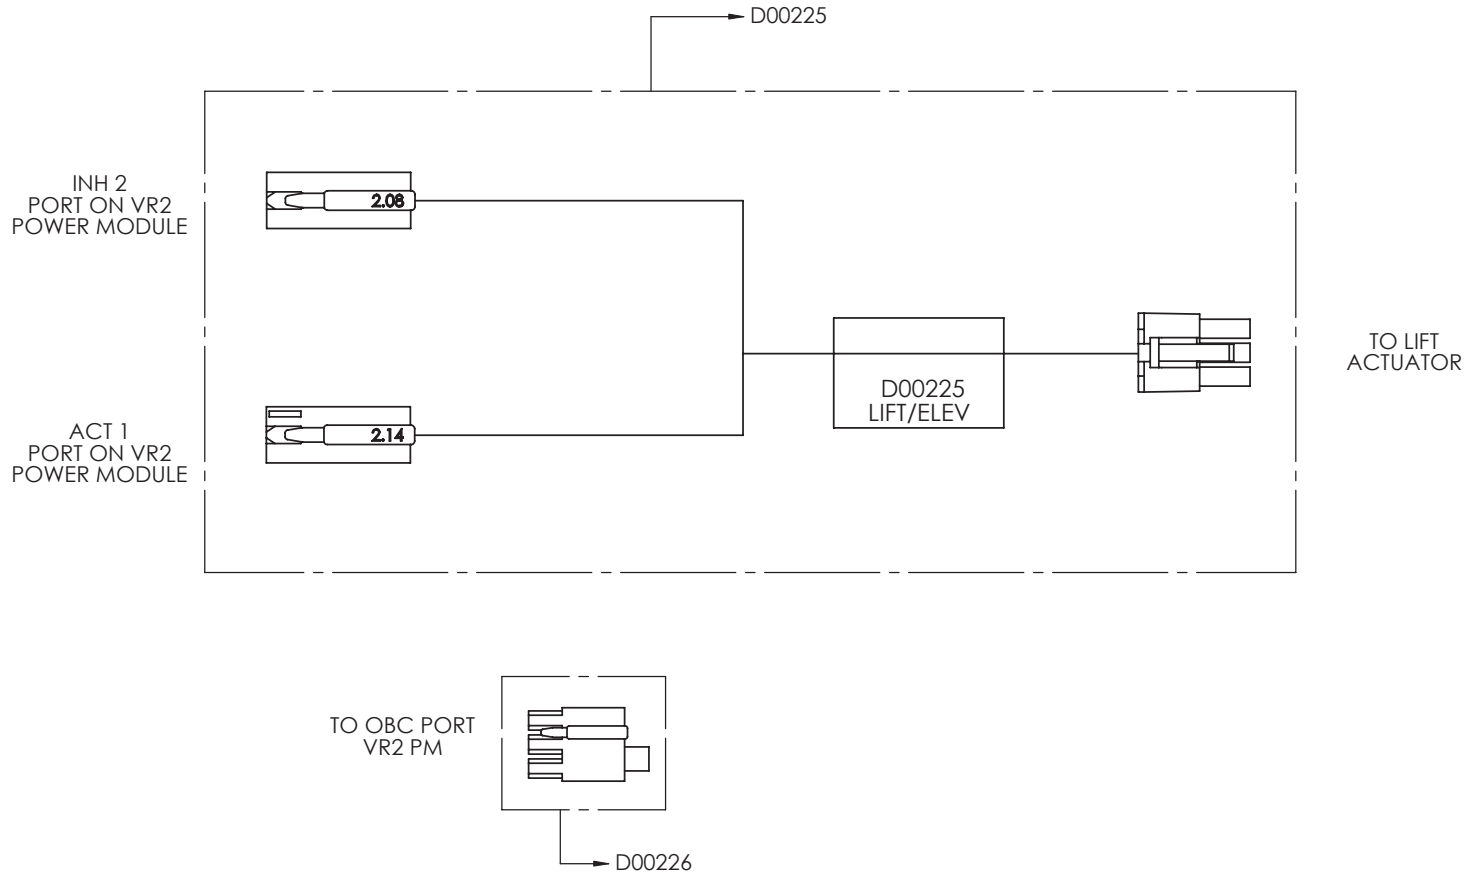 D00225
INH 2
PORT ON VR2
POWER MODULE
2.08
ACT 1
PORT ON VR2
POWER MODULE
2.14
D00225
LIFT/ELEV
TO LIFT
ACTUATOR
TO OBC PORT
VR2 PM
D00226